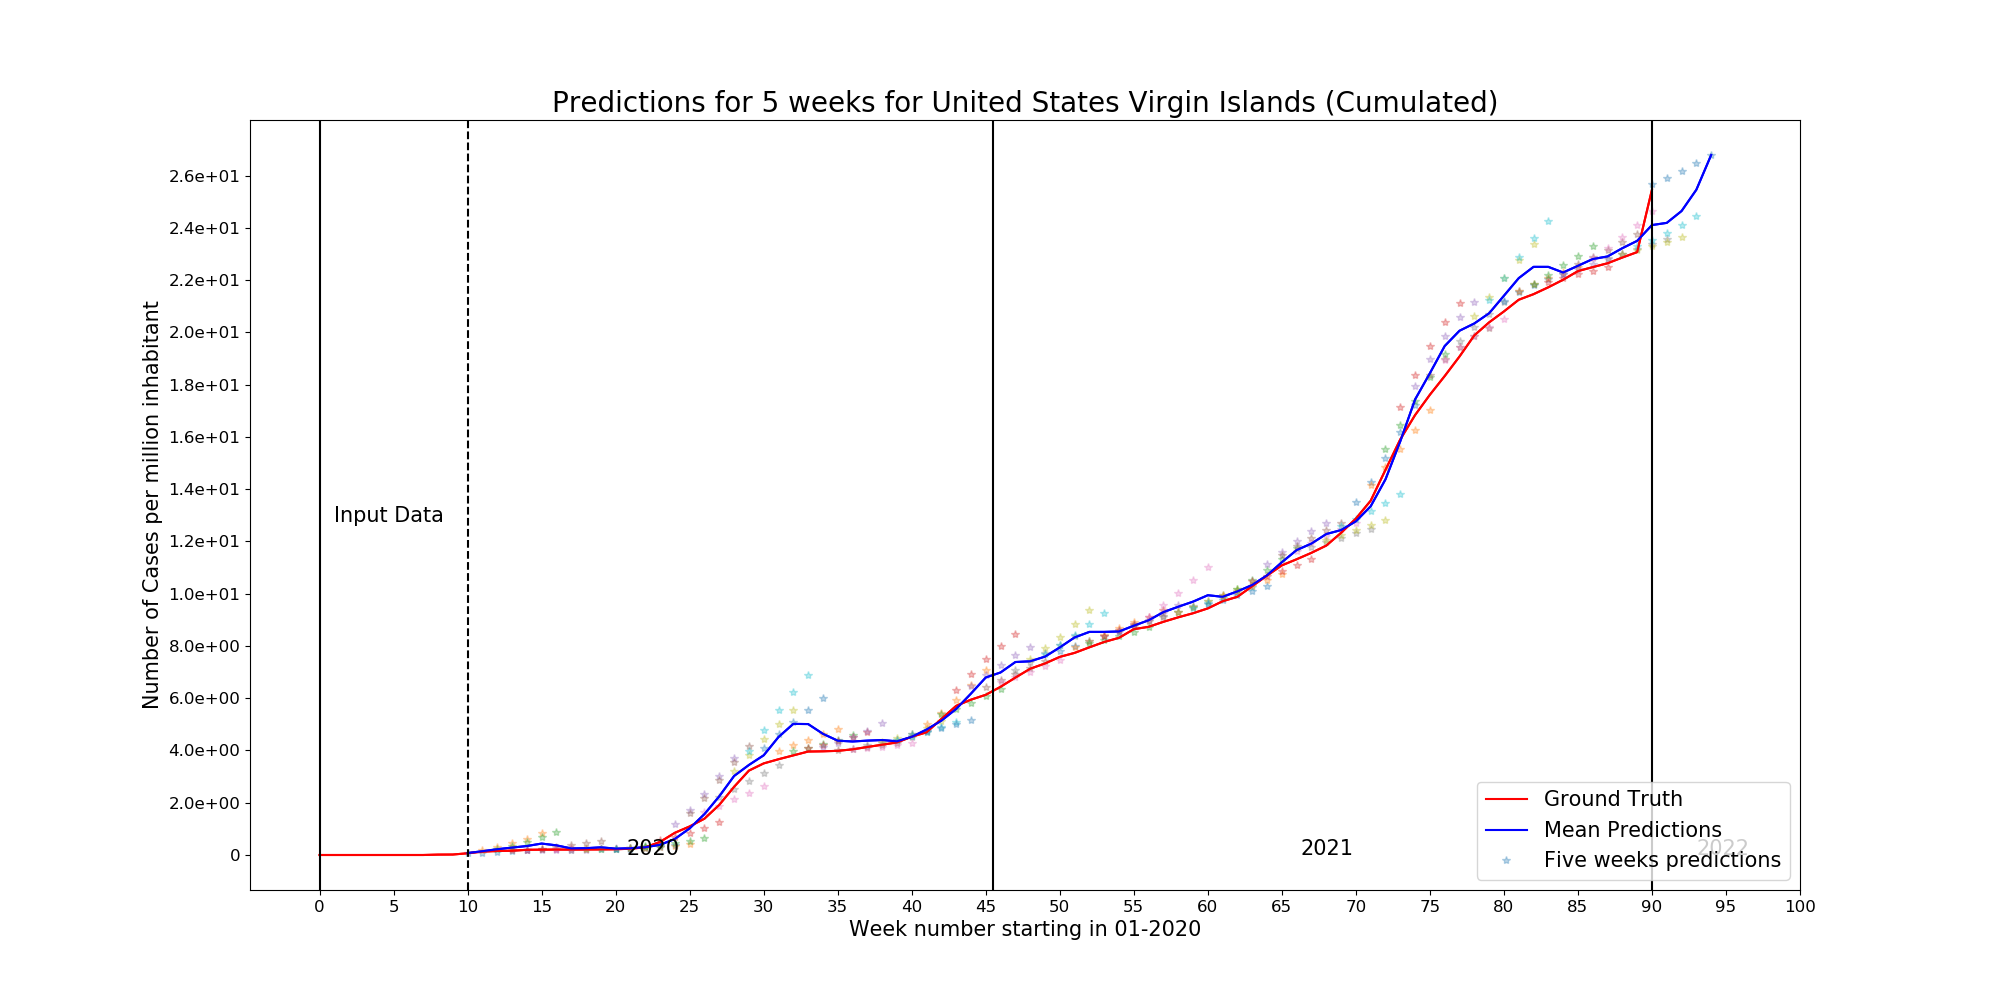 Predictions for 5 weeks for United States Virgin Islands (Cumulated)
Number of Cases per million inhabitant
2.6e+01
2.4e+01
2.2e+01
2.0e+01
1.8e+01
1.6e+01
1.4e+01
1.2e+01
1.0e+01
8.0e+00
6.0e+00
4.0e+00
2.0e+00
0
Input Data
2020
2021
2022
Ground Truth
Mean Predictions
Five weeks predictions
0 5 10 15 20 25 30 35 40 45 50 55 60 65 70 75 80 85 90 95 100
Week number starting in 01-2020